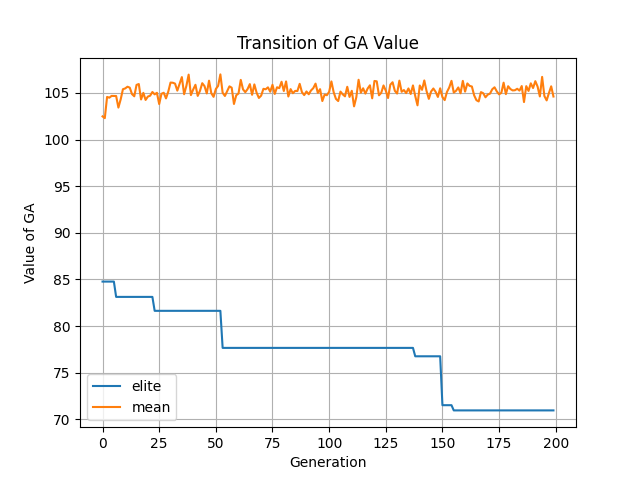 Transition of GA Value
Value of GA
105
100
95
90
85
80
75
70
elite
mean
0 25 50 75 100 125 150 175 200
Generation